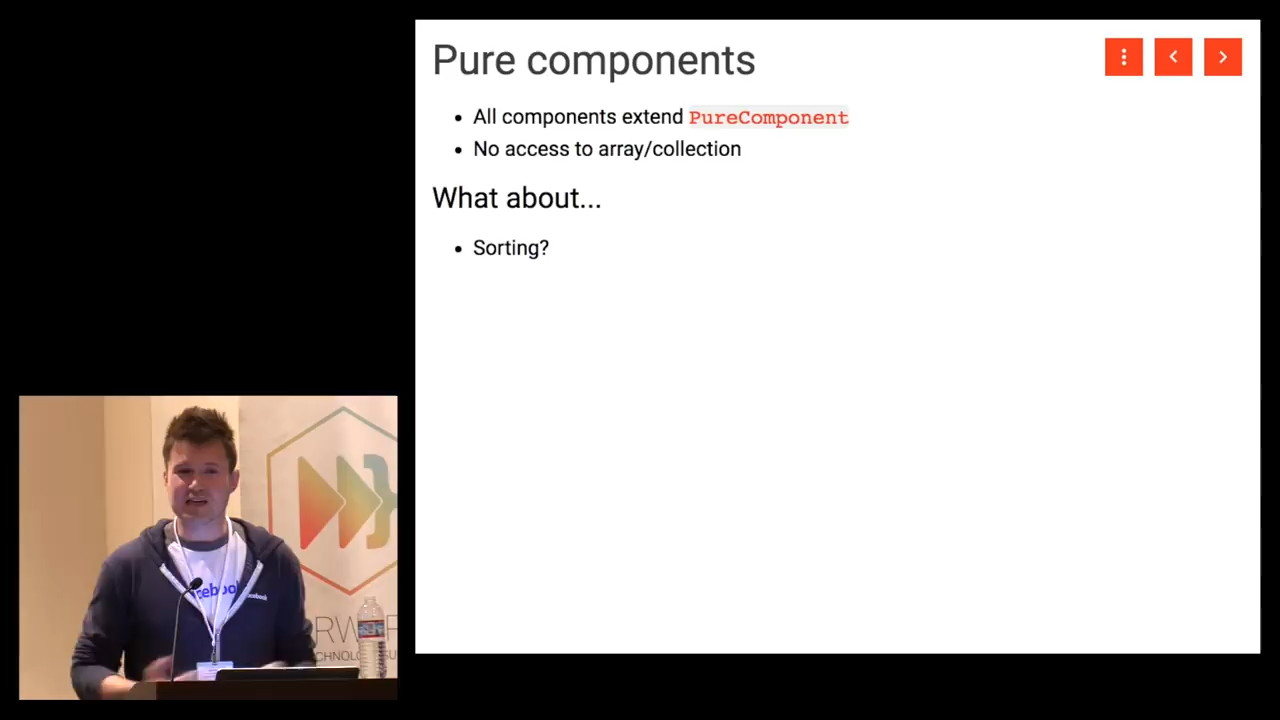 Pure components
All components extend PureComponent
No access to array/collection
What about...
Sorting?